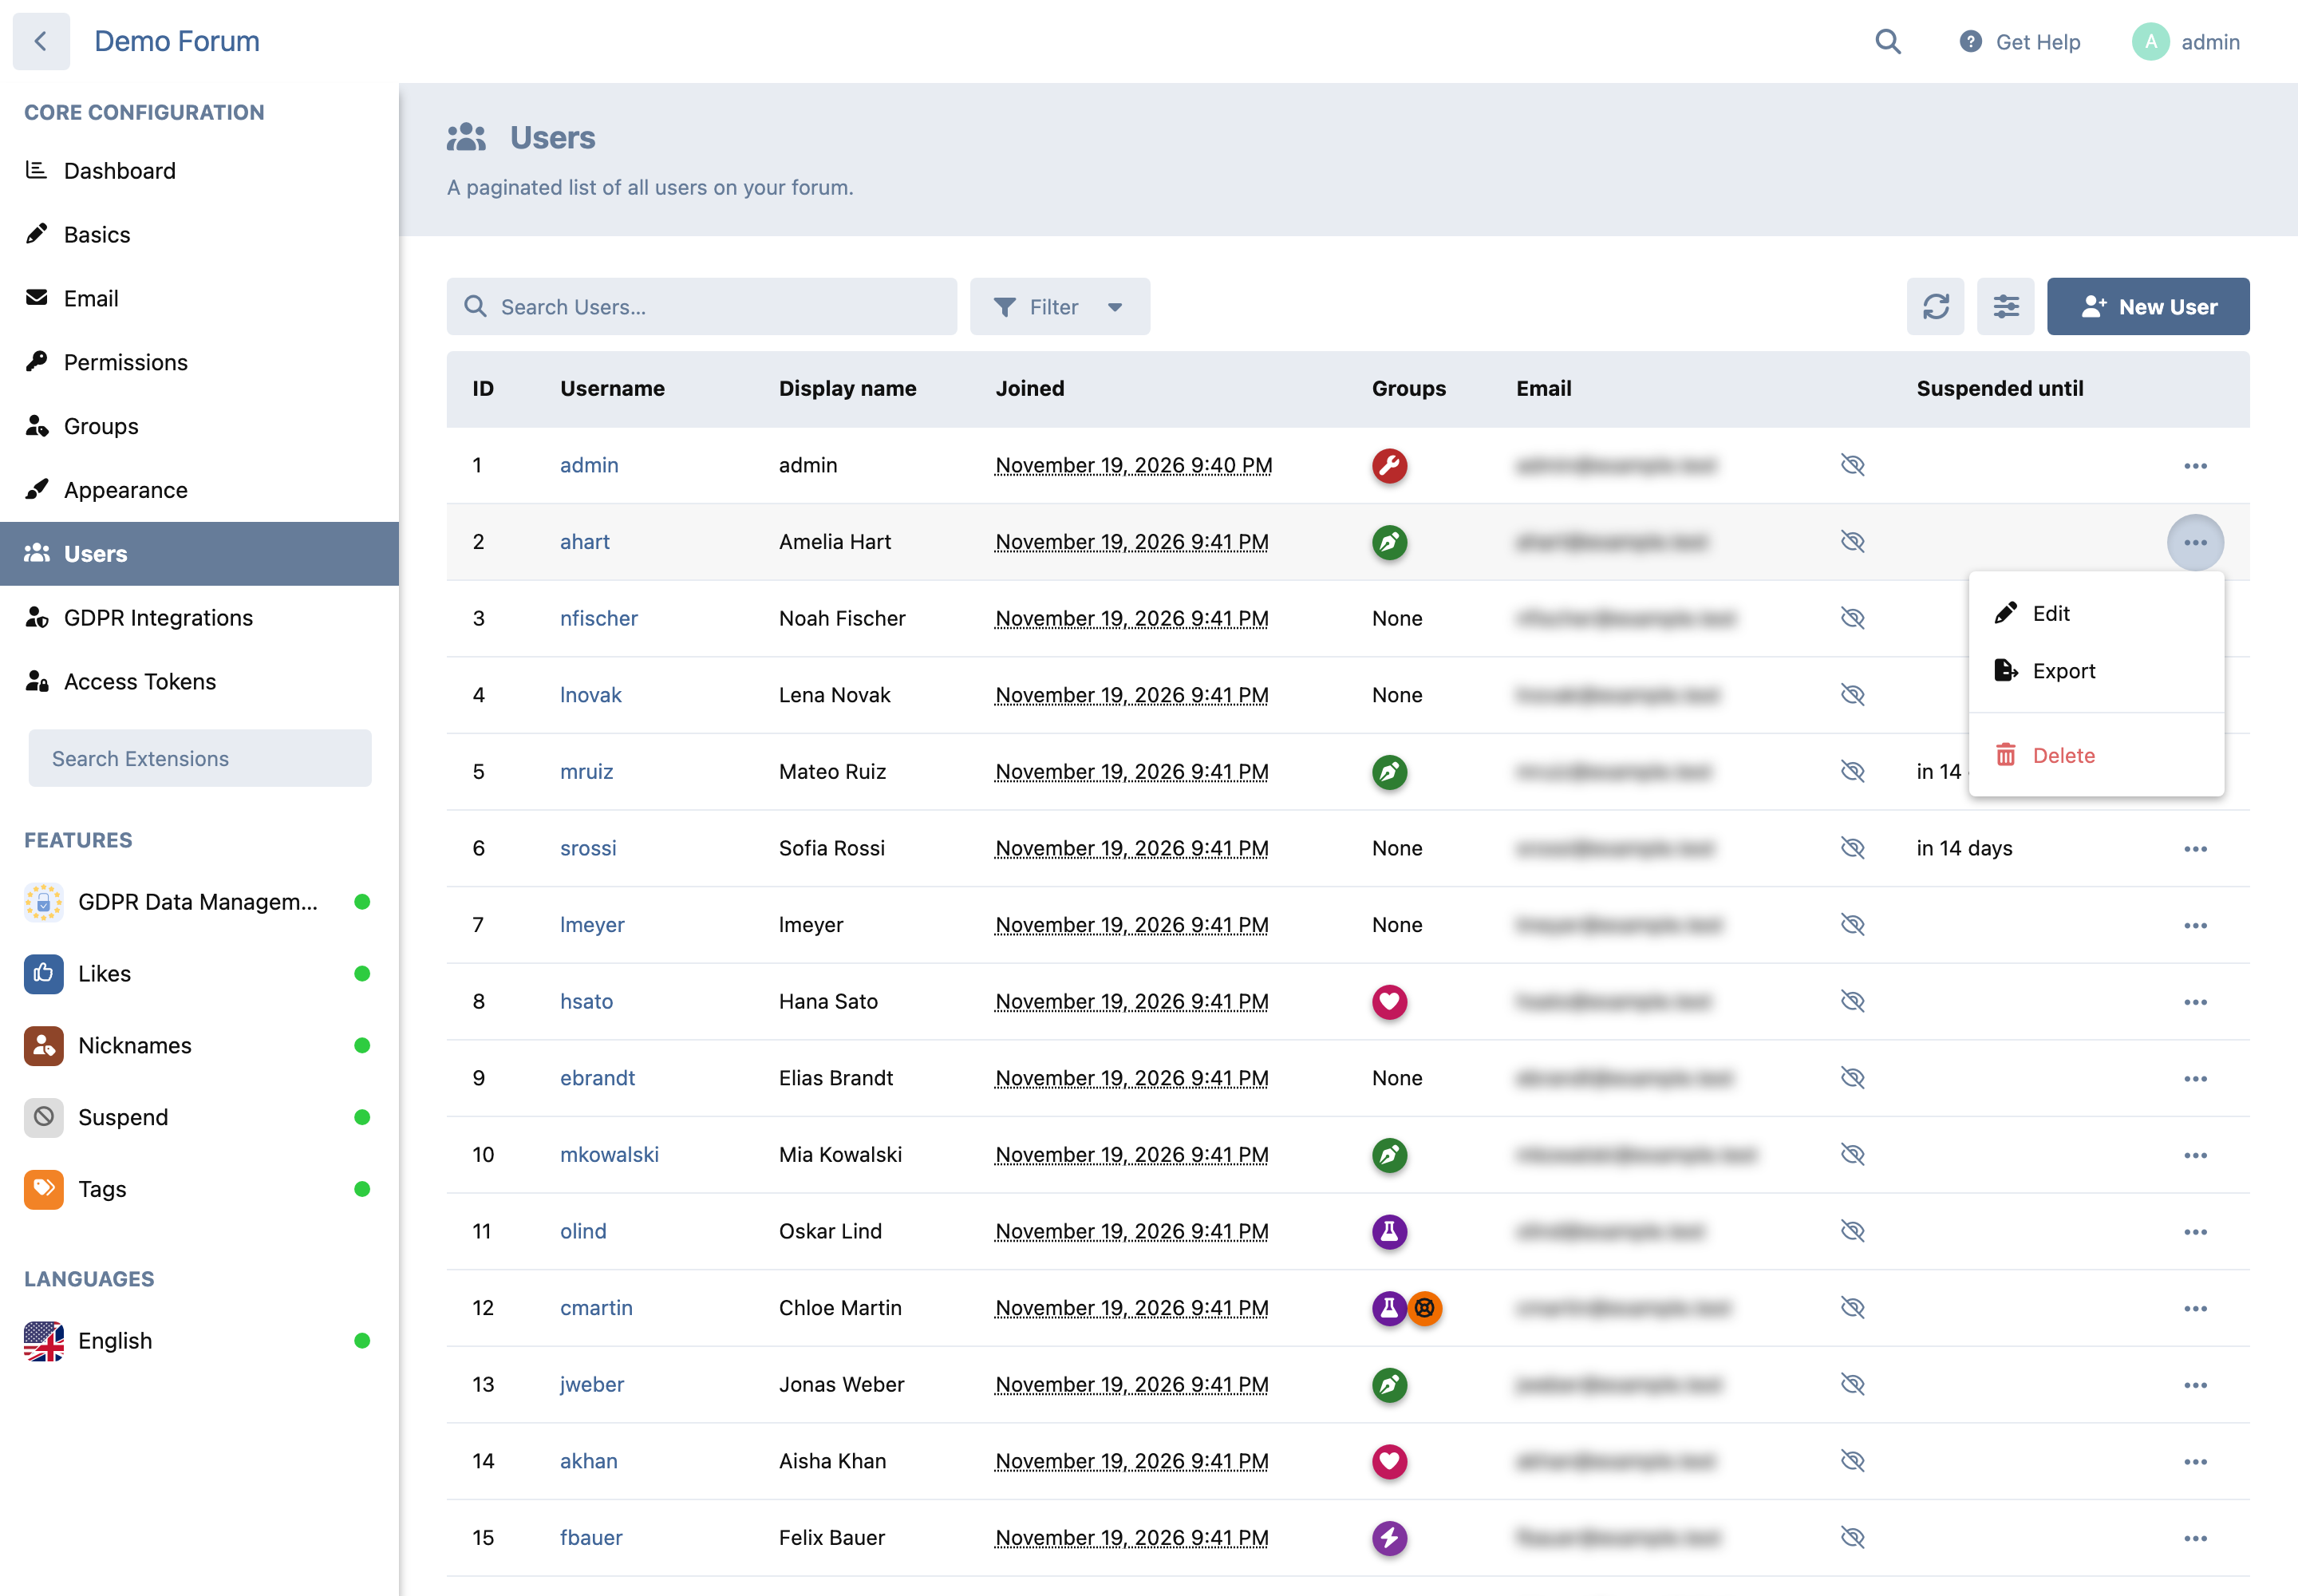 Demo Forum
Get Help
A
admin
CORE CONFIGURATION
Dashboard
Basics
Email
Permissions
Groups
Appearance
Users
GDPR Integrations
Access Tokens
Search Extensions
FEATURES
GDPR Data Managem...
Likes
Nicknames
Suspend
Tags
LANGUAGES
English
Users
A paginated list of all users on your forum.
Search Users...
Filter
New User
ID Username Display name Joined Groups Email Suspended until
1 admin admin November 19, 2026 9:40 PM
2 ahart Amelia Hart November 19, 2026 9:41 PM
3 nfischer Noah Fischer November 19, 2026 9:41 PM None
4 lnovak Lena Novak November 19, 2026 9:41 PM None
5 mruiz Mateo Ruiz November 19, 2026 9:41 PM in 14
6 srossi Sofia Rossi November 19, 2026 9:41 PM None in 14 days
7 lmeyer lmeyer November 19, 2026 9:41 PM None
8 hsato Hana Sato November 19, 2026 9:41 PM
9 ebrandt Elias Brandt November 19, 2026 9:41 PM None
10 mkowalski Mia Kowalski November 19, 2026 9:41 PM
11 olind Oskar Lind November 19, 2026 9:41 PM
12 cmartin Chloe Martin November 19, 2026 9:41 PM
13 jweber Jonas Weber November 19, 2026 9:41 PM
14 akhan Aisha Khan November 19, 2026 9:41 PM
15 fbauer Felix Bauer November 19, 2026 9:41 PM
Edit
Export
Delete